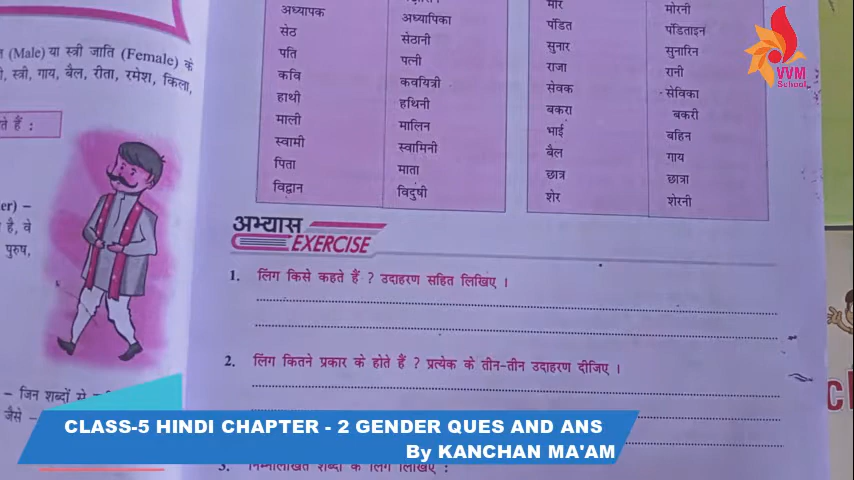 (Male) या स्त्री जाति (Female) के
स्त्री, गाय, बैल, रीता, रमेश, किला,
ते हैं :
er) –
है, वे
पुरुष,
– जिन शब्दों से
जैसे –
अध्यापक अध्यापिका
सेठ सेठानी
पति पत्नी
कवि कवयित्री
हाथी हथिनी
माली मालिन
स्वामी स्वामिनी
पिता माता
विद्वान विदुषी
मोर मोरनी
पंडित पंडिताइन
सुनार सुनारिन
राजा रानी
सेवक सेविका
बकरा बकरी
भाई बहिन
बैल गाय
छात्र छात्रा
शेर शेरनी
अभ्यास
EXERCISE
1. लिंग किसे कहते हैं ? उदाहरण सहित लिखिए ।
2. लिंग कितने प्रकार के होते हैं ? प्रत्येक के तीन-तीन उदाहरण दीजिए ।
3. निम्नलिखित शब्दों के लिंग लिखिए :
VVM
School
CLASS-5 HINDI CHAPTER - 2 GENDER QUES AND ANS
By KANCHAN MA'AM